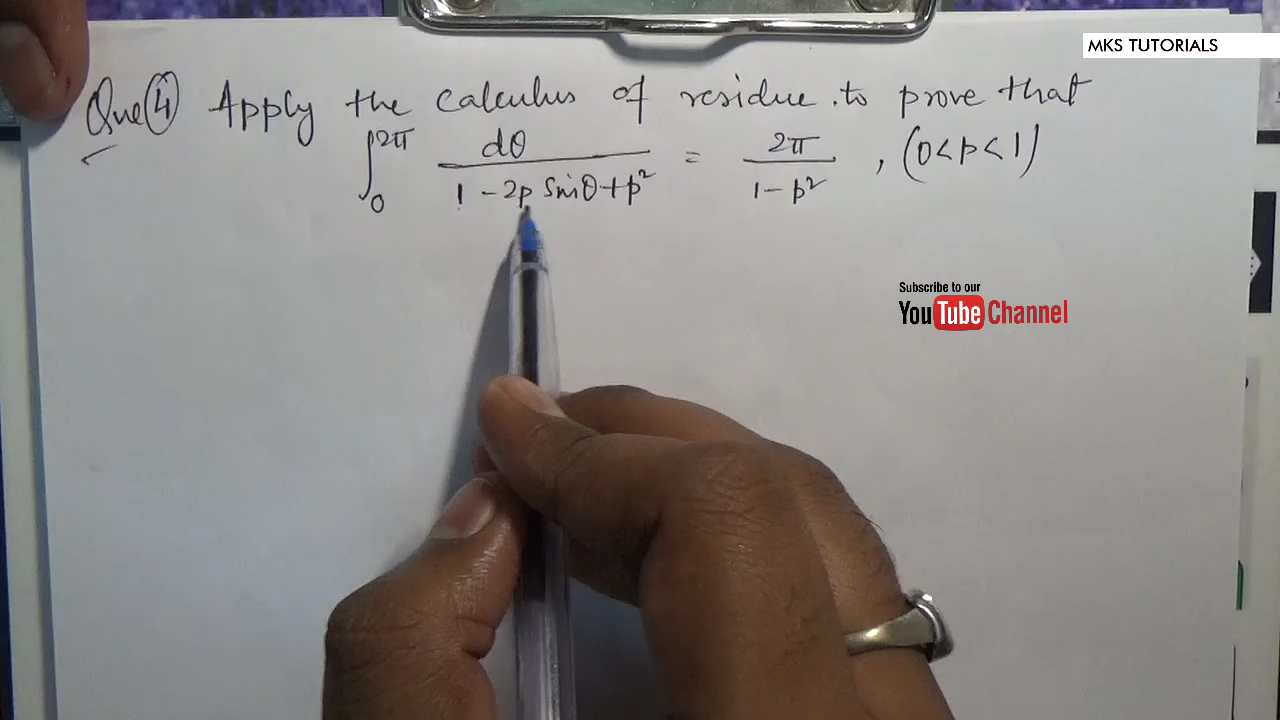 MKS TUTORIALS
Que (4) Apply the calculus of residue to prove that
∫₀^2π dθ / (1 - 2p sinθ + p²) = 2π / (1 - p²) , (0 < p < 1)
Subscribe to our
YouTube Channel